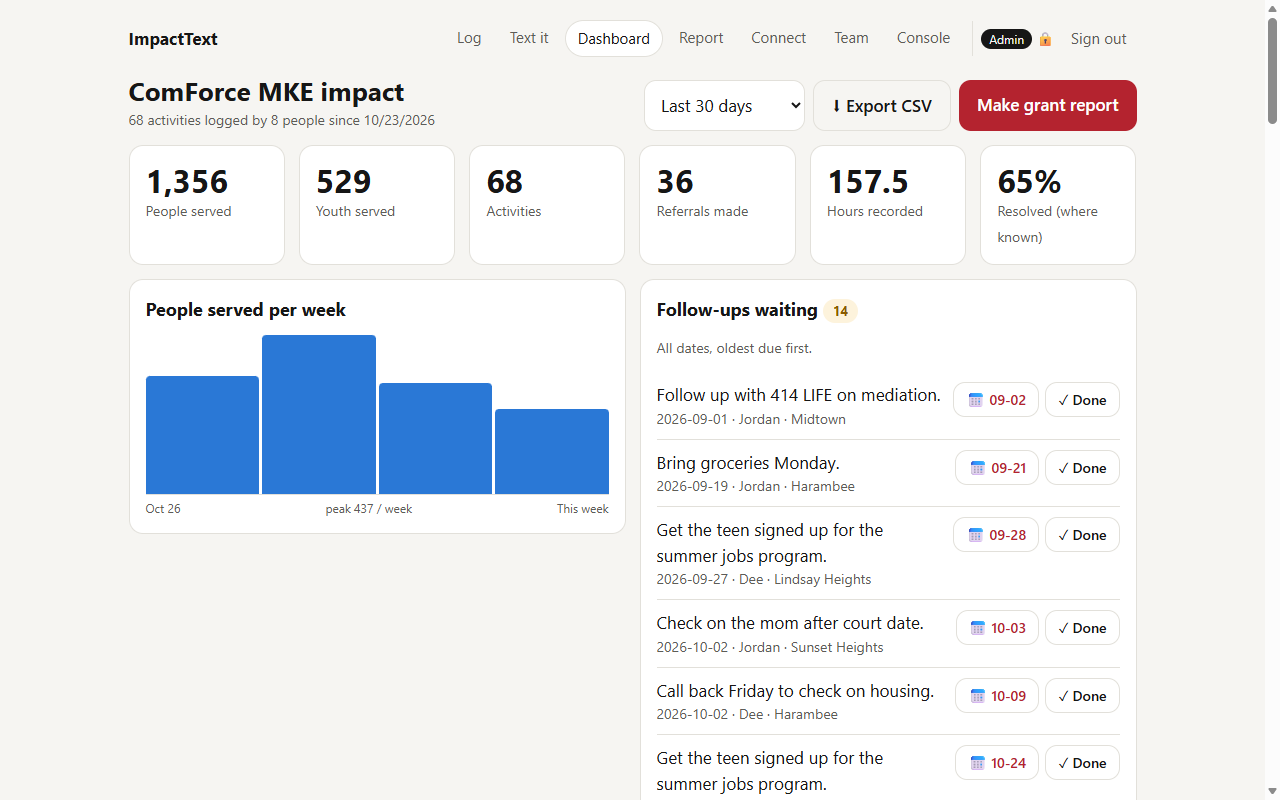 ImpactText
Log
Text it
Dashboard
Report
Connect
Team
Console
Admin
Sign out
ComForce MKE impact
68 activities logged by 8 people since 10/23/2026
Last 30 days
⬇ Export CSV
Make grant report
1,356
People served
529
Youth served
68
Activities
36
Referrals made
157.5
Hours recorded
65%
Resolved (where
known)
People served per week
Oct 26
peak 437 / week
This week
Follow-ups waiting 14
All dates, oldest due first.
Follow up with 414 LIFE on mediation.
2026-09-01 · Jordan · Midtown
09-02
✓ Done
Bring groceries Monday.
2026-09-19 · Jordan · Harambee
09-21
✓ Done
Get the teen signed up for the
summer jobs program.
2026-09-27 · Dee · Lindsay Heights
09-28
✓ Done
Check on the mom after court date.
2026-10-02 · Jordan · Sunset Heights
10-03
✓ Done
Call back Friday to check on housing.
2026-10-02 · Dee · Harambee
10-09
✓ Done
Get the teen signed up for the
summer jobs program.
10-24
✓ Done